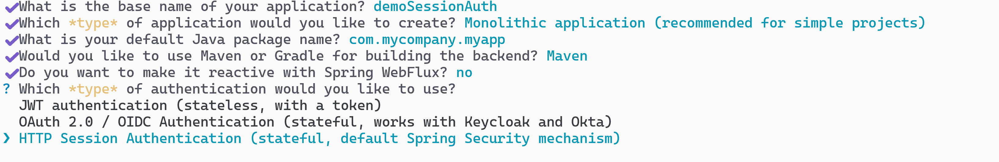 ✔What is the base name of your application? demoSessionAuth
✔Which *type* of application would you like to create? Monolithic application (recommended for simple projects)
✔What is your default Java package name? com.mycompany.myapp
✔Would you like to use Maven or Gradle for building the backend? Maven
✔Do you want to make it reactive with Spring WebFlux? no
? Which *type* of authentication would you like to use?
JWT authentication (stateless, with a token)
OAuth 2.0 / OIDC Authentication (stateful, works with Keycloak and Okta)
❯ HTTP Session Authentication (stateful, default Spring Security mechanism)